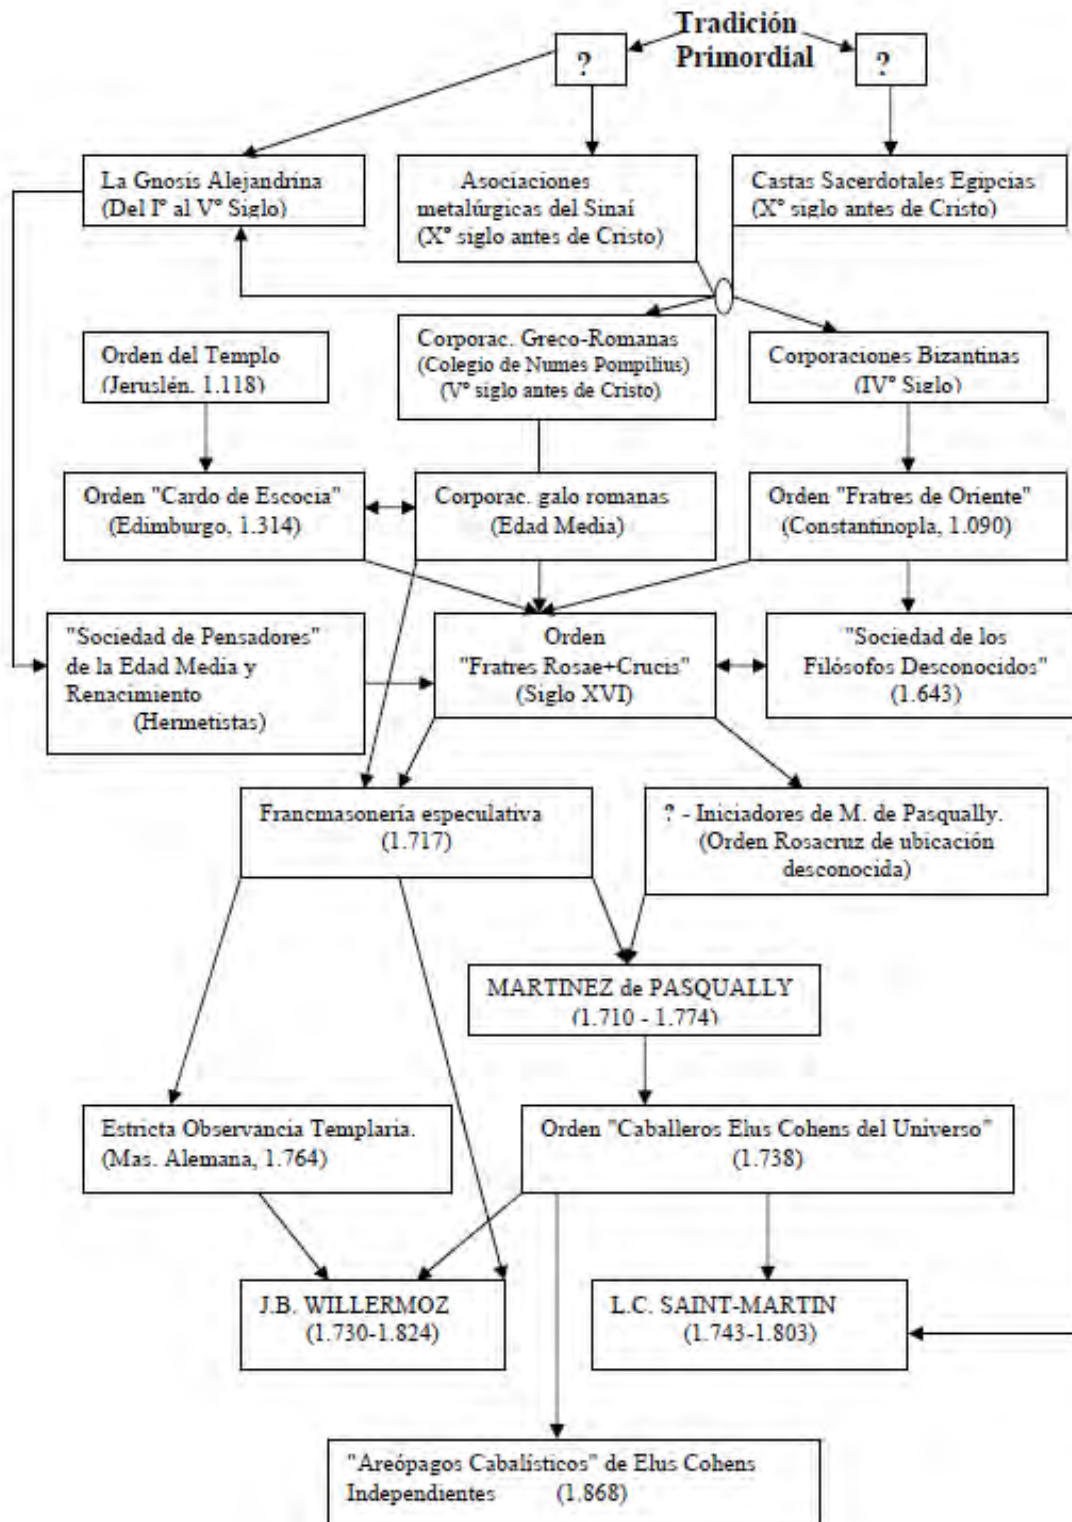 Tradición
Primordial
?
?
La Gnosis Alejandrina
(Del Iº al Vº Siglo)
Asociaciones
metalúrgicas del Sinaí
(Xº siglo antes de Cristo)
Castas Sacerdotales Egipcias
(Xº siglo antes de Cristo)
Orden del Templo
(Jeruslén. 1.118)
Corporac. Greco-Romanas
(Colegio de Numes Pompilius)
(Vº siglo antes de Cristo)
Corporaciones Bizantinas
(IVº Siglo)
Orden "Cardo de Escocia"
(Edimburgo, 1.314)
Corporac. galo romanas
(Edad Media)
Orden "Fratres de Oriente"
(Constantinopla, 1.090)
"Sociedad de Pensadores"
de la Edad Media y
Renacimiento
(Hermetistas)
Orden
"Fratres Rosae+Crucis"
(Siglo XVI)
"Sociedad de los
Filósofos Desconocidos"
(1.643)
Francmasonería especulativa
(1.717)
? - Iniciadores de M. de Pasqually.
(Orden Rosacruz de ubicación
desconocida)
MARTINEZ de PASQUALLY
(1.710 - 1.774)
Estricta Observancia Templaria.
(Mas. Alemana, 1.764)
Orden "Caballeros Elus Cohens del Universo"
(1.738)
J.B. WILLERMOZ
(1.730-1.824)
L.C. SAINT-MARTIN
(1.743-1.803)
"Areópagos Cabalísticos" de Elus Cohens
Independientes (1.868)